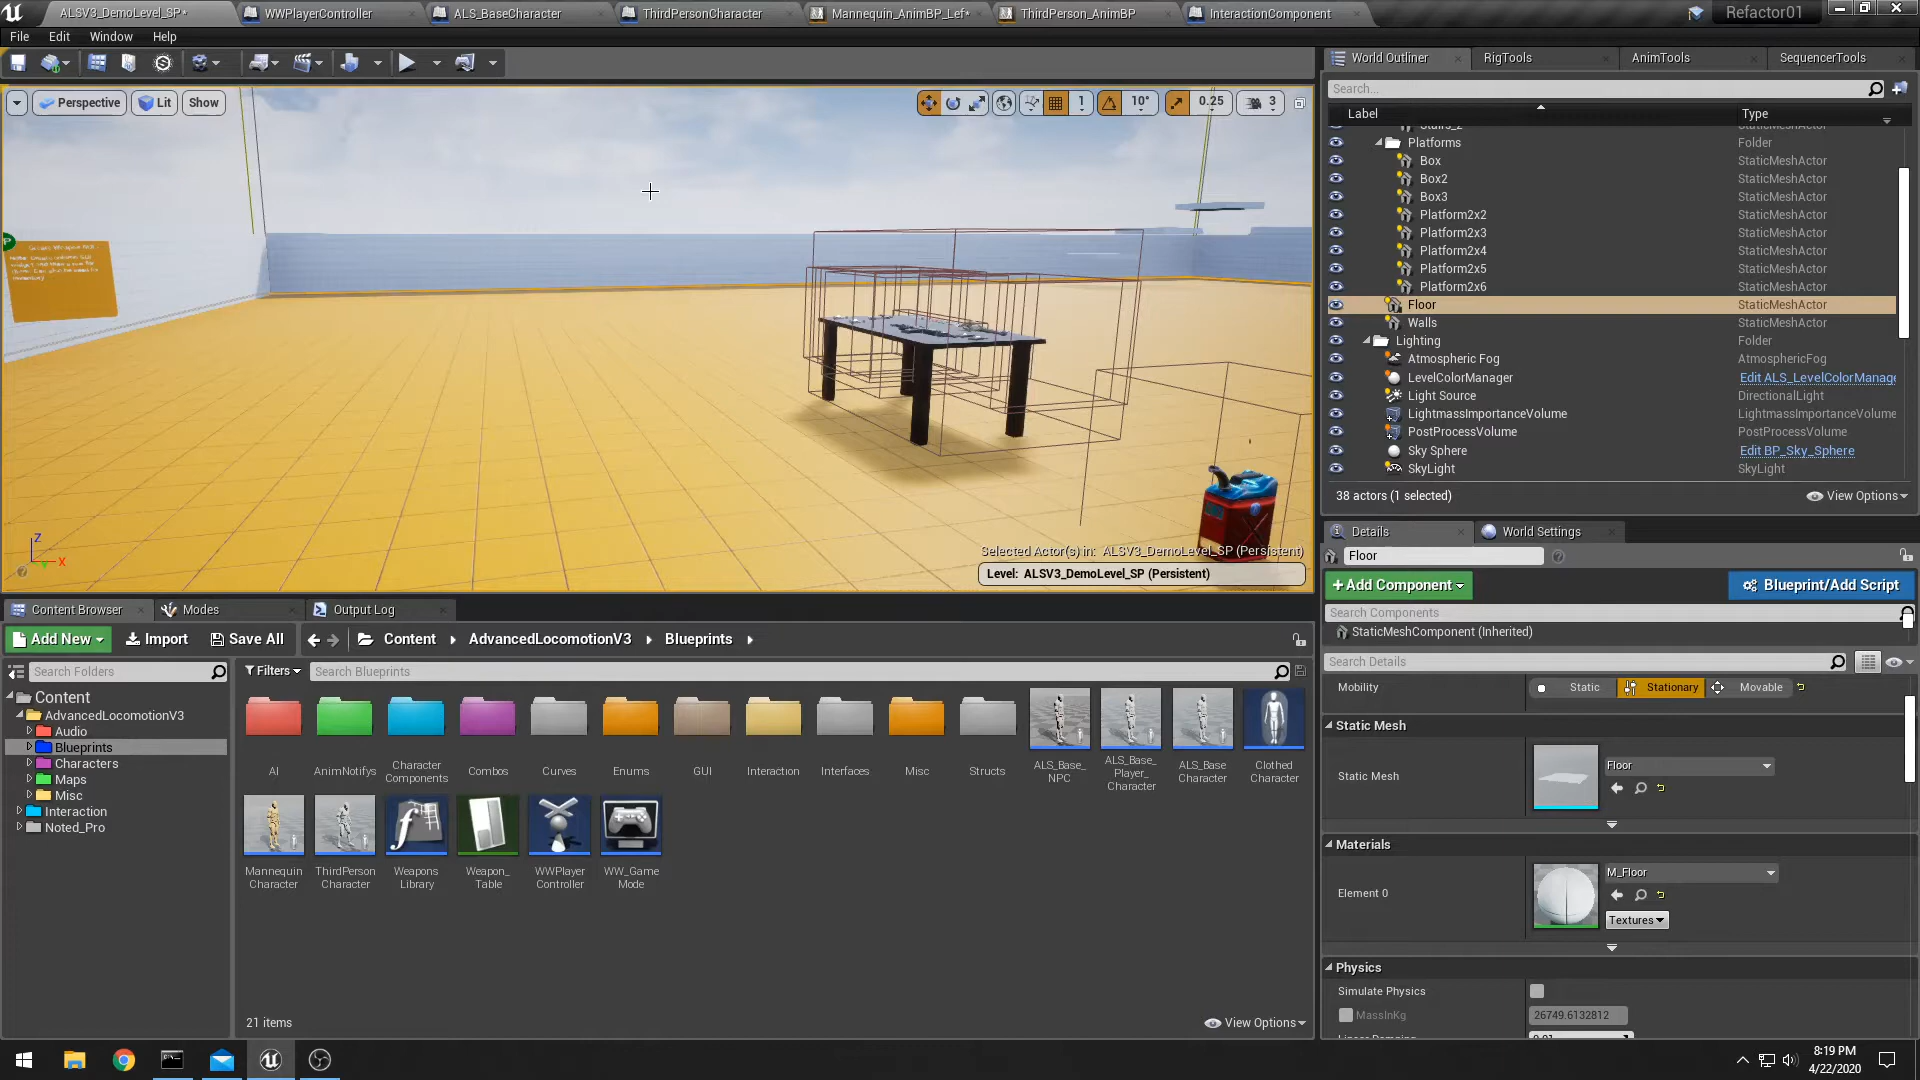 ALSV3_DemoLevel_SP*
WWPlayerController
ALS_BaseCharacter
ThirdPersonCharacter
Mannequin_AnimBP_Lef*
ThirdPerson_AnimBP
InteractionComponent
Refactor01
File Edit Window Help
World Outliner
RigTools
AnimTools
SequencerTools
Perspective Lit Show
1 10° 0.25 3
Search...
Label Type
StaticMeshActor
Platforms Folder
Box StaticMeshActor
Box2 StaticMeshActor
Box3 StaticMeshActor
Platform2x2 StaticMeshActor
Platform2x3 StaticMeshActor
Platform2x4 StaticMeshActor
Platform2x5 StaticMeshActor
Platform2x6 StaticMeshActor
Floor StaticMeshActor
Walls StaticMeshActor
Lighting Folder
Atmospheric Fog AtmosphericFog
LevelColorManager Edit ALS_LevelColorManage
Light Source DirectionalLight
LightmassImportanceVolume LightmassImportanceVolume
PostProcessVolume PostProcessVolume
Sky Sphere Edit BP_Sky_Sphere
SkyLight SkyLight
38 actors (1 selected) View Options
Z
X
Selected Actor(s) in: ALSV3_DemoLevel_SP (Persistent)
Level: ALSV3_DemoLevel_SP (Persistent)
Details World Settings
Floor
+Add Component Blueprint/Add Script
Search Components
StaticMeshComponent (Inherited)
Search Details
Mobility Static Stationary Movable
Static Mesh
Static Mesh Floor
Materials
Element 0 M_Floor
Textures
Physics
Simulate Physics
MassInKg 26749.6132812
Content Browser Modes Output Log
Add New Import Save All Content AdvancedLocomotionV3 Blueprints
Search Folders
Filters Search Blueprints
Content
AdvancedLocomotionV3
Audio
Blueprints
Characters
Maps
Misc
Interaction
Noted_Pro
AI
AnimNotifys
Character
Components
Combos
Curves
Enums
GUI
Interaction
Interfaces
Misc
Structs
ALS_Base_
NPC
ALS_Base_
Player_
Character
ALS_Base
Character
Clothed
Character
Mannequin
Character
ThirdPerson
Character
Weapons
Library
Weapon_
Table
WWPlayer
Controller
WW_Game
Mode
21 items View Options
8:19 PM
4/22/2020